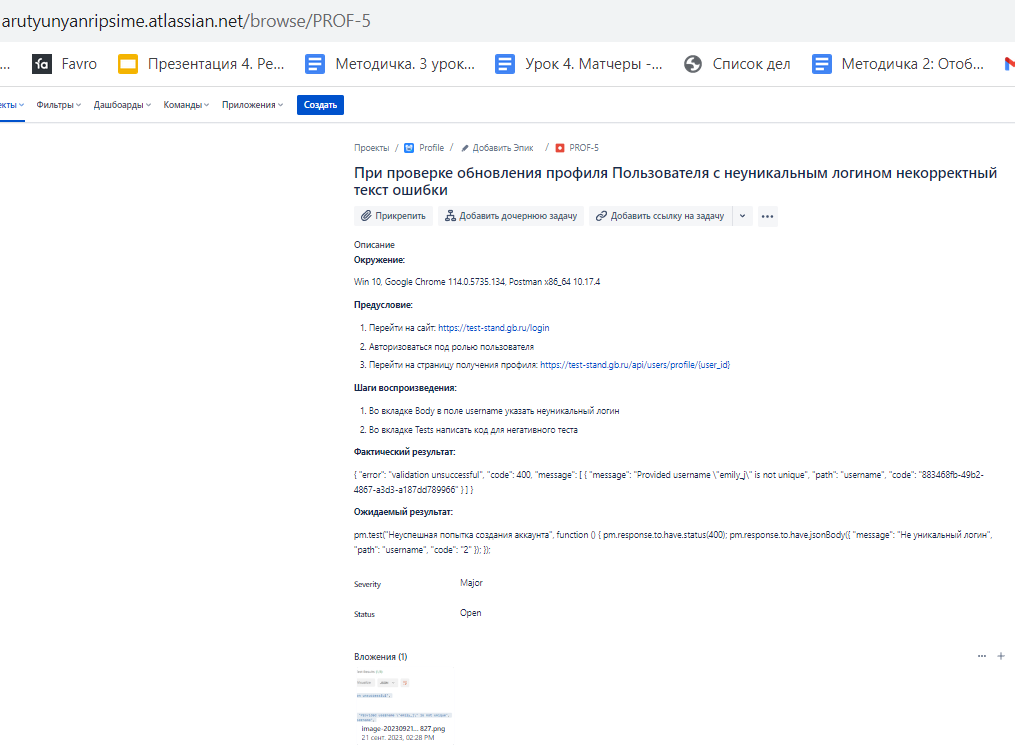 arutyunyanripsime.atlassian.net/browse/PROF-5
... Favro Презентация 4. Ре... Методичка. 3 урок... Урок 4. Матчеры -... Список дел Методичка 2: Отоб...
екты Фильтры Дашборды Команды Приложения Создать
Проекты / Profile / Добавить Эпик / PROF-5
При проверке обновления профиля Пользователя с неуникальным логином некорректный
текст ошибки
Прикрепить Добавить дочернюю задачу Добавить ссылку на задачу ...
Описание
Окружение:
Win 10, Google Chrome 114.0.5735.134, Postman x86_64 10.17.4
Предусловие:
1. Перейти на сайт: https://test-stand.gb.ru/login
2. Авторизоваться под ролью пользователя
3. Перейти на страницу получения профиля: https://test-stand.gb.ru/api/users/profile/{user_id}
Шаги воспроизведения:
1. Во вкладке Body в поле username указать неуникальный логин
2. Во вкладке Tests написать код для негативного теста
Фактический результат:
{ "error": "validation unsuccessful", "code": 400, "message": [ { "message": "Provided username \"emily_j\" is not unique", "path": "username", "code": "883468fb-49b2-
4867-a3d3-a187dd789966" } ] }
Ожидаемый результат:
pm.test("Неуспешная попытка создания аккаунта", function () { pm.response.to.have.status(400); pm.response.to.have.jsonBody({ "message": "Не уникальный логин",
"path": "username", "code": "2" }); });
Severity Major
Status Open
Вложения (1) ... +
"Provided username \"emily_j\" is not unique",
image-20230921... 827.png
21 сент. 2023, 02:28 PM